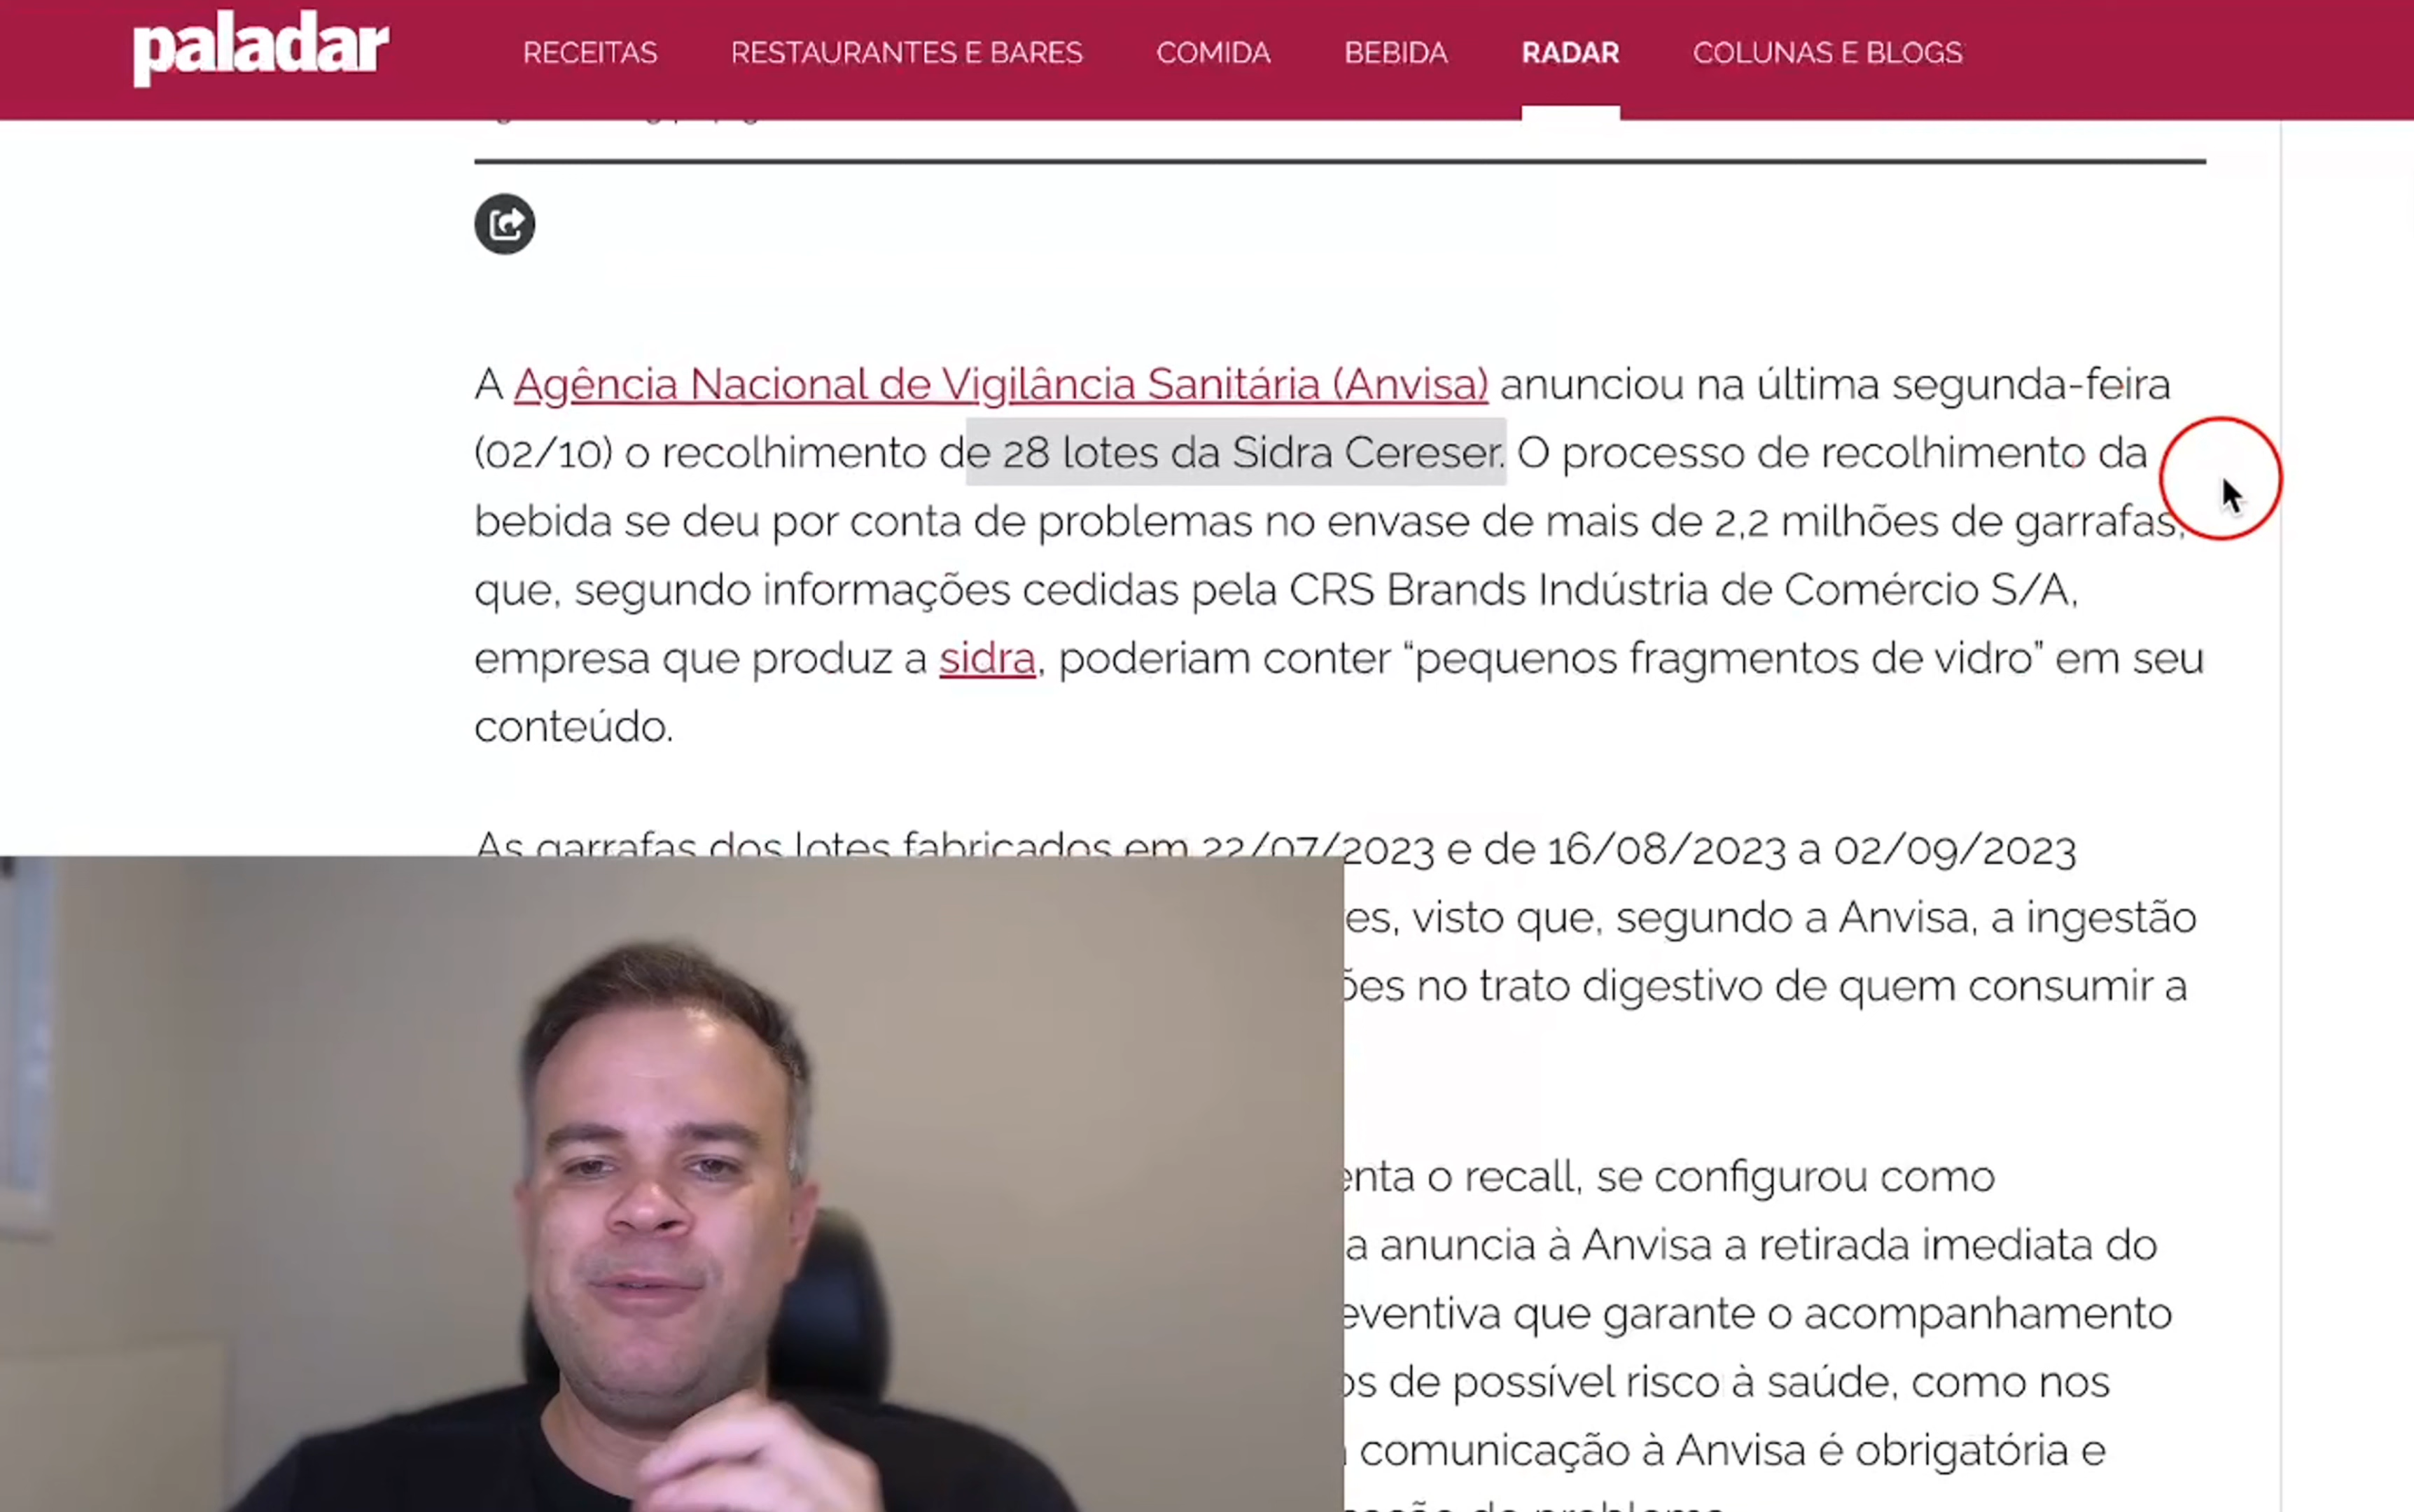 paladar
RECEITAS RESTAURANTES E BARES COMIDA BEBIDA RADAR COLUNAS E BLOGS
A Agência Nacional de Vigilância Sanitária (Anvisa) anunciou na última segunda-feira
(02/10) o recolhimento de 28 lotes da Sidra Cereser. O processo de recolhimento da
bebida se deu por conta de problemas no envase de mais de 2,2 milhões de garrafas,
que, segundo informações cedidas pela CRS Brands Indústria de Comércio S/A,
empresa que produz a sidra, poderiam conter “pequenos fragmentos de vidro” em seu
conteúdo.
As garrafas dos lotes fabricados em 22/07/2023 e de 16/08/2023 a 02/09/2023
es, visto que, segundo a Anvisa, a ingestão
ões no trato digestivo de quem consumir a
enta o recall, se configurou como
a anuncia à Anvisa a retirada imediata do
eventiva que garante o acompanhamento
os de possível risco à saúde, como nos
comunicação à Anvisa é obrigatória e